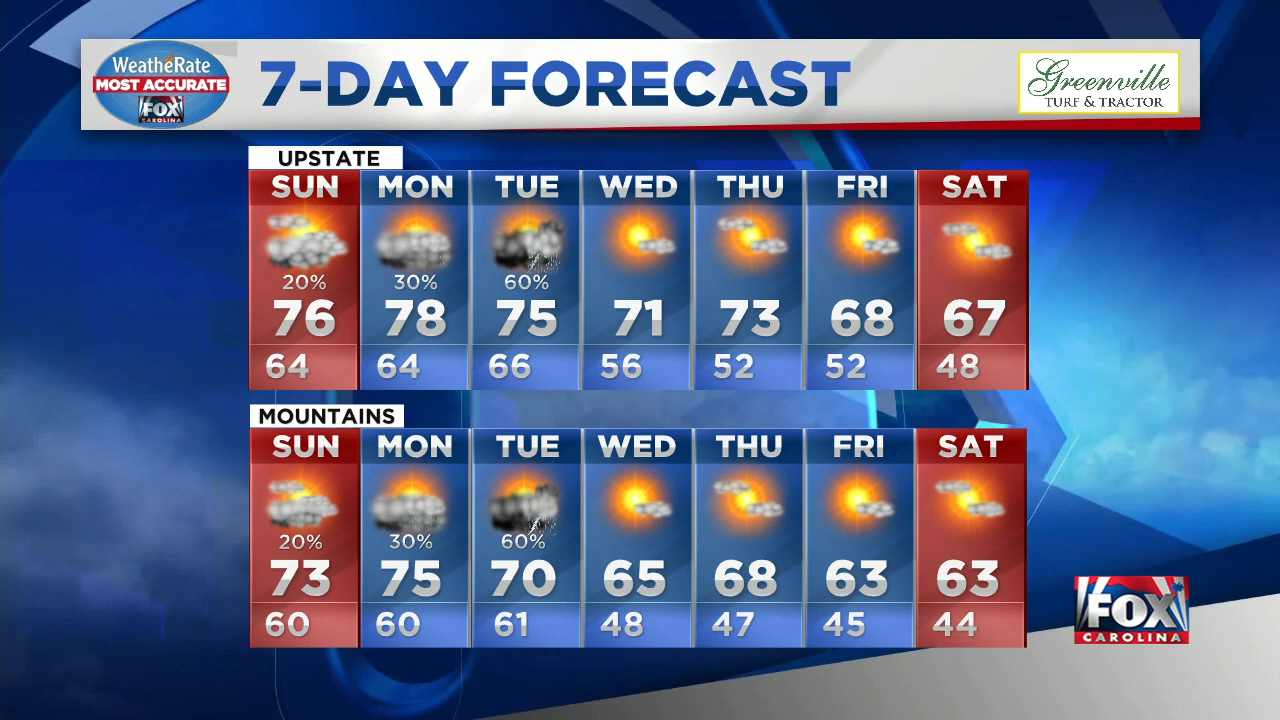 WeatheRate
MOST ACCURATE
FOX
CAROLINA
7-DAY FORECAST
Greenville
TURF & TRACTOR
UPSTATE
SUN MON TUE WED THU FRI SAT
20% 30% 60%
76 78 75 71 73 68 67
64 64 66 56 52 52 48
MOUNTAINS
SUN MON TUE WED THU FRI SAT
20% 30% 60%
73 75 70 65 68 63 63
60 60 61 48 47 45 44
FOX
CAROLINA